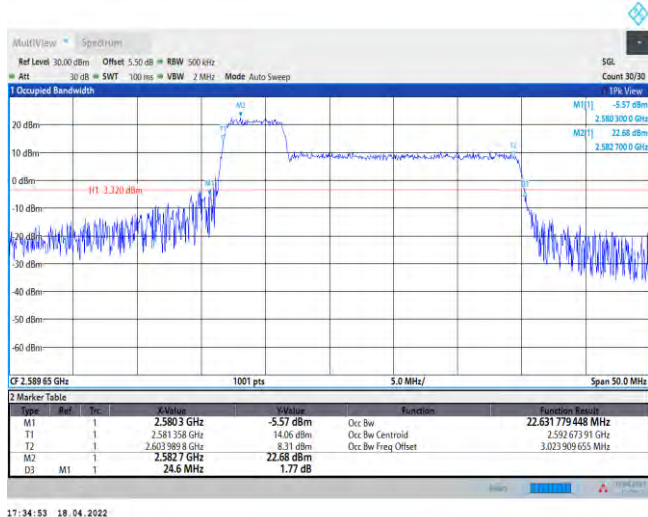 MultiView Spectrum
Ref Level 30.00 dBm Offset 5.50 dB RBW 500 kHz SGL
Att 30 dB SWT 100 ms VBW 2 MHz Mode Auto Sweep Count 30/30
1 Occupied Bandwidth 1Pk View
M1[1] -5.57 dBm
2.580 300 0 GHz
M2[1] 22.68 dBm
2.582 700 0 GHz
M2
20 dBm
T1
T2
10 dBm
0 dBm
M1
D3
H1 3.320 dBm
-10 dBm
-20 dBm
-30 dBm
-40 dBm
-50 dBm
-60 dBm
CF 2.589 65 GHz 1001 pts 5.0 MHz/ Span 50.0 MHz
2 Marker Table
Type Ref Trc X-Value Y-Value Function Function Result
M1 1 2.580 3 GHz -5.57 dBm Occ Bw 22.631 779 448 MHz
T1 1 2.581 358 GHz 14.06 dBm Occ Bw Centroid 2.592 673 91 GHz
T2 1 2.603 989 8 GHz 8.31 dBm Occ Bw Freq Offset 3.023 909 655 MHz
M2 1 2.582 7 GHz 22.68 dBm
D3 M1 1 24.6 MHz 1.77 dB
17:34:53 18.04.2022